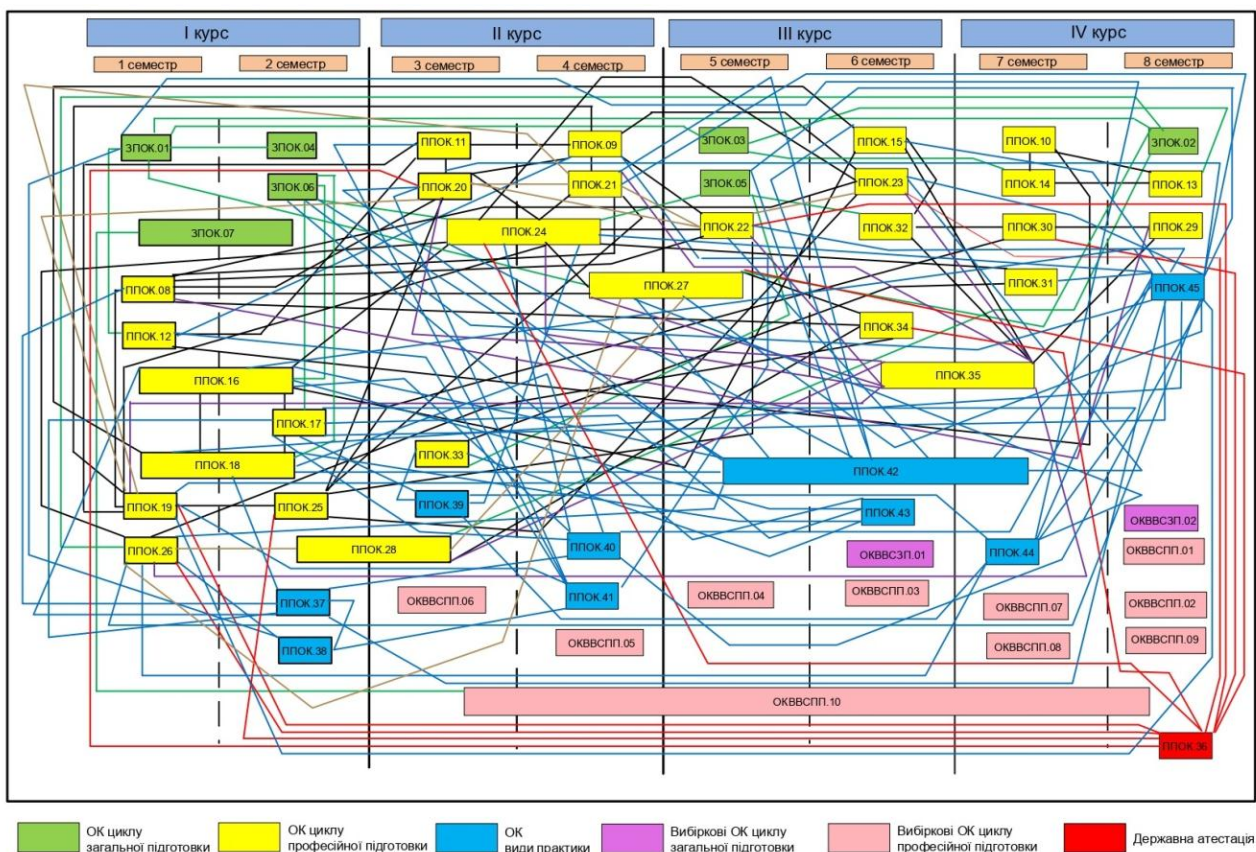 I курс
II курс
III курс
IV курс
1 семестр
2 семестр
3 семестр
4 семестр
5 семестр
6 семестр
7 семестр
8 семестр
ЗПОК.01
ЗПОК.04
ППОК.11
ППОК.09
ЗПОК.03
ППОК.15
ППОК.10
ЗПОК.02
ЗПОК.06
ППОК.20
ППОК.21
ЗПОК.05
ППОК.23
ППОК.14
ППОК.13
ЗПОК.07
ППОК.24
ППОК.22
ППОК.32
ППОК.30
ППОК.29
ППОК.08
ППОК.27
ППОК.31
ППОК.45
ППОК.12
ППОК.34
ППОК.16
ППОК.35
ППОК.17
ППОК.18
ППОК.33
ППОК.42
ППОК.19
ППОК.25
ППОК.39
ППОК.43
ОКВВСЗП.02
ППОК.26
ППОК.28
ППОК.40
ОКВВСЗП.01
ППОК.44
ОКВВСПП.01
ППОК.37
ОКВВСПП.06
ППОК.41
ОКВВСПП.04
ОКВВСПП.03
ОКВВСПП.07
ОКВВСПП.02
ППОК.38
ОКВВСПП.05
ОКВВСПП.08
ОКВВСПП.09
ОКВВСПП.10
ППОК.36
ОК циклу
загальної підготовки
ОК циклу
професійної підготовки
ОК
види практики
Вибіркові ОК циклу
загальної підготовки
Вибіркові ОК циклу
професійної підготовки
Державна атестація